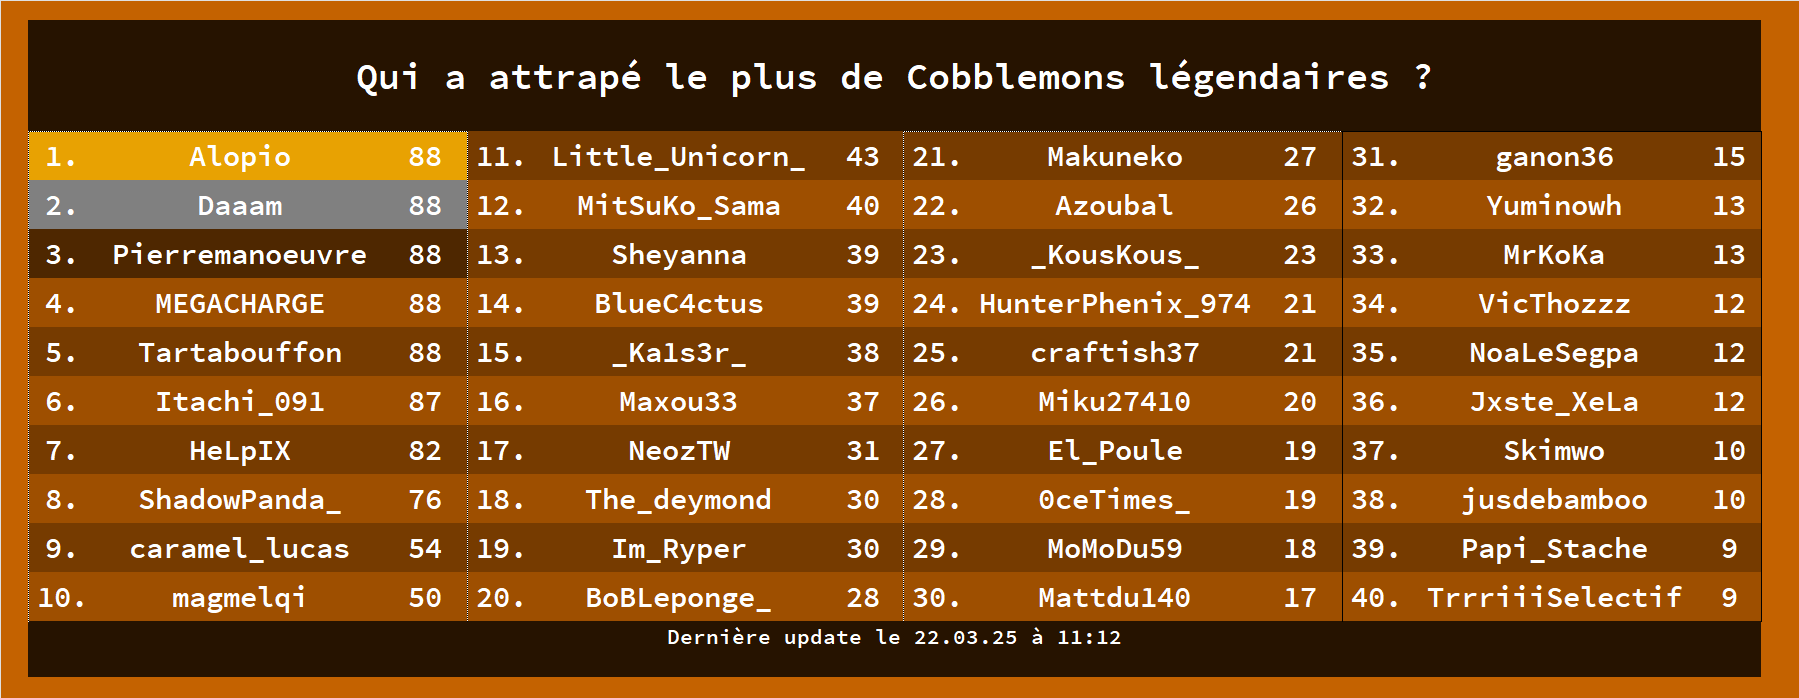 Qui a attrapé le plus de Cobblemons légendaires ?
1. Alopio 88
2. Daaam 88
3. Pierremanoeuvre 88
4. MEGACHARGE 88
5. Tartabouffon 88
6. Itachi_091 87
7. HeLpIX 82
8. ShadowPanda_ 76
9. caramel_lucas 54
10. magmelqi 50
11. Little_Unicorn_ 43
12. MitSuKo_Sama 40
13. Sheyanna 39
14. BlueC4ctus 39
15. _Ka1s3r_ 38
16. Maxou33 37
17. NeozTW 31
18. The_deymond 30
19. Im_Ryper 30
20. BoBLeponge_ 28
21. Makuneko 27
22. Azoubal 26
23. _KousKous_ 23
24. HunterPhenix_974 21
25. craftish37 21
26. Miku27410 20
27. El_Poule 19
28. 0ceTimes_ 19
29. MoMoDu59 18
30. Mattdu140 17
31. ganon36 15
32. Yuminowh 13
33. MrKoKa 13
34. VicThozzz 12
35. NoaLeSegpa 12
36. Jxste_XeLa 12
37. Skimwo 10
38. jusdebamboo 10
39. Papi_Stache 9
40. TrrriiiSelectif 9
Dernière update le 22.03.25 à 11:12